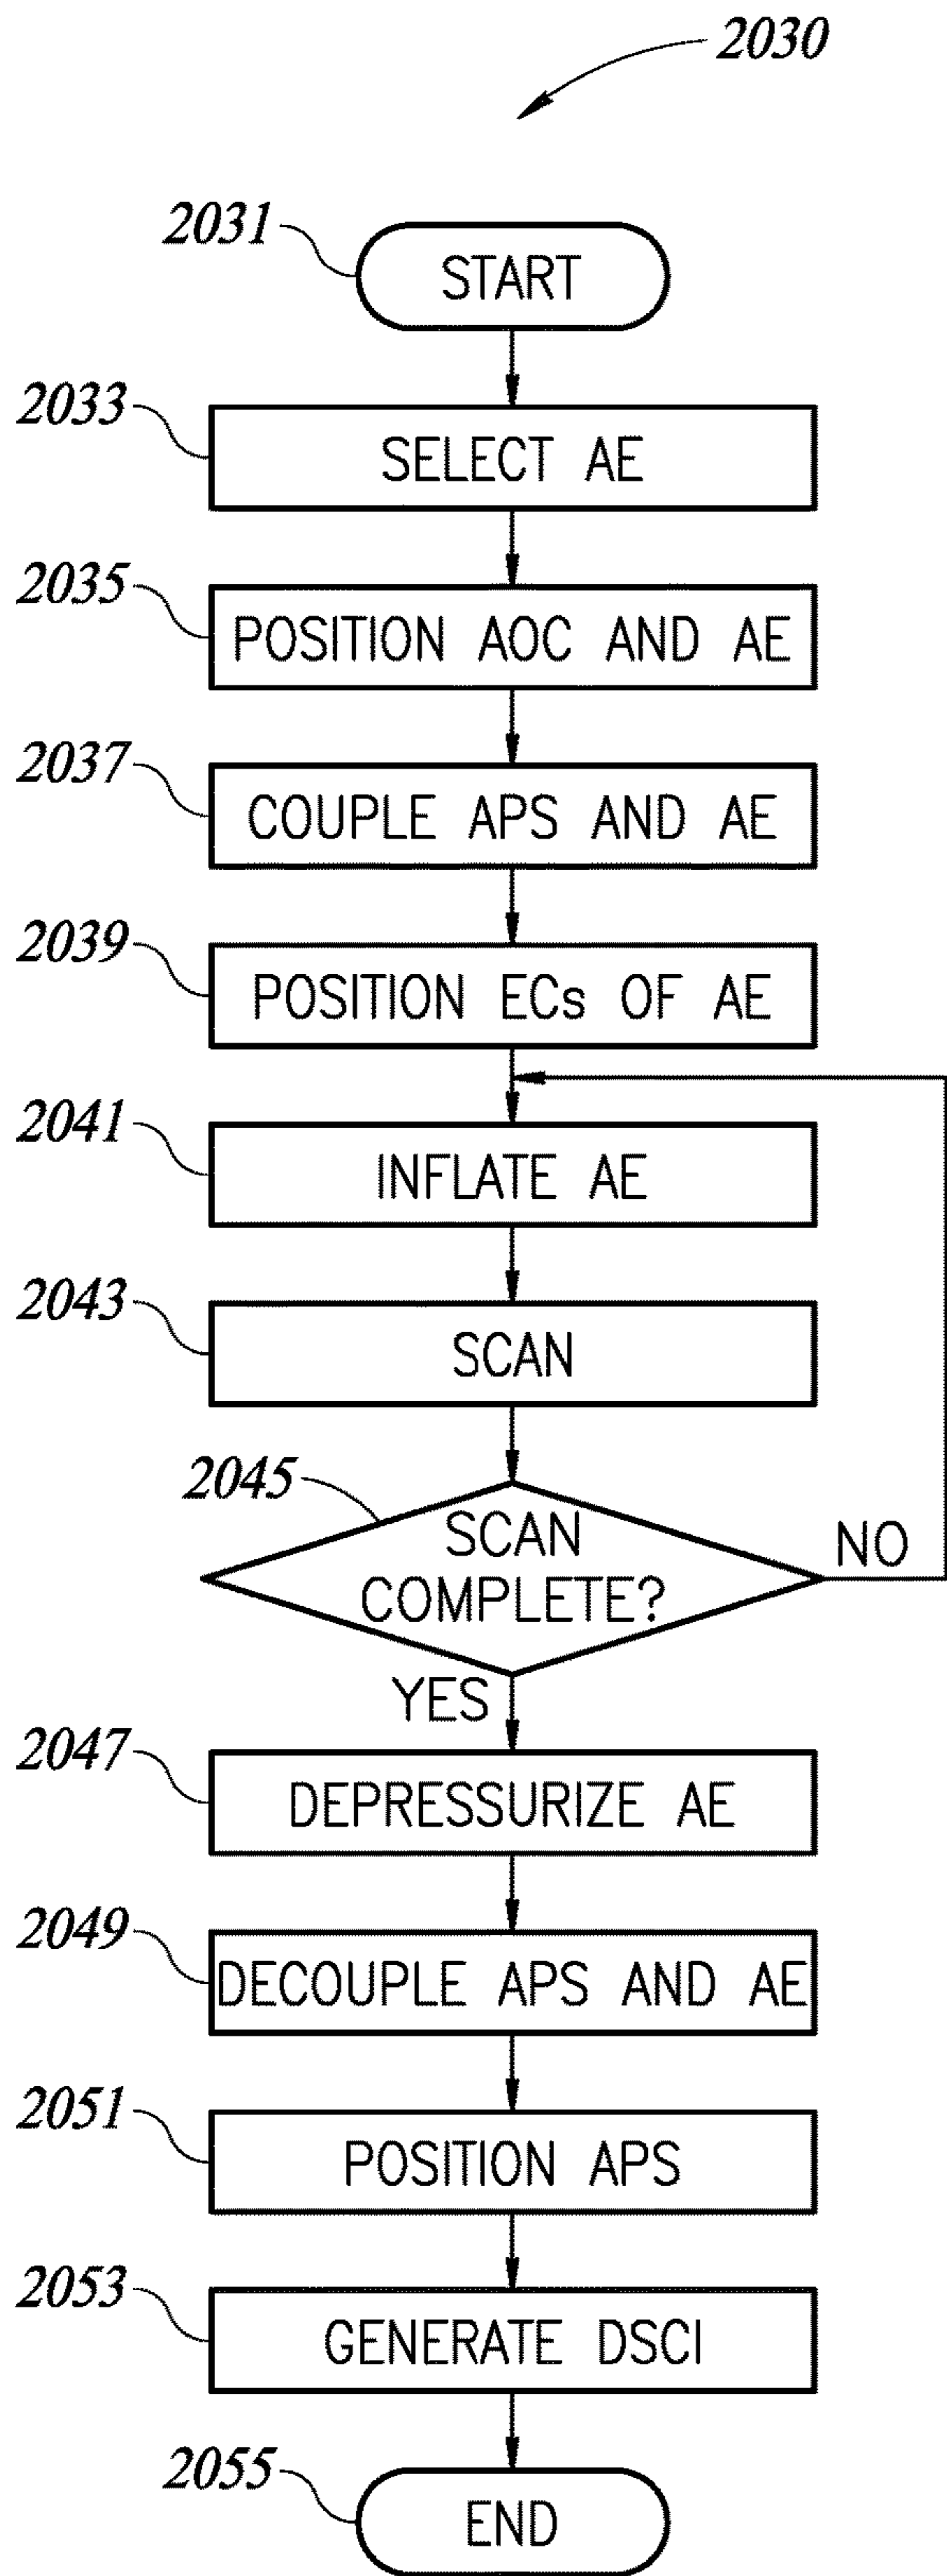 2030
2031
START
2033
SELECT AE
2035
POSITION AOC AND AE
2037
COUPLE APS AND AE
2039
POSITION ECs OF AE
2041
INFLATE AE
2043
SCAN
2045
SCAN
COMPLETE?
NO
YES
2047
DEPRESSURIZE AE
2049
DECOUPLE APS AND AE
2051
POSITION APS
2053
GENERATE DSCI
2055
END